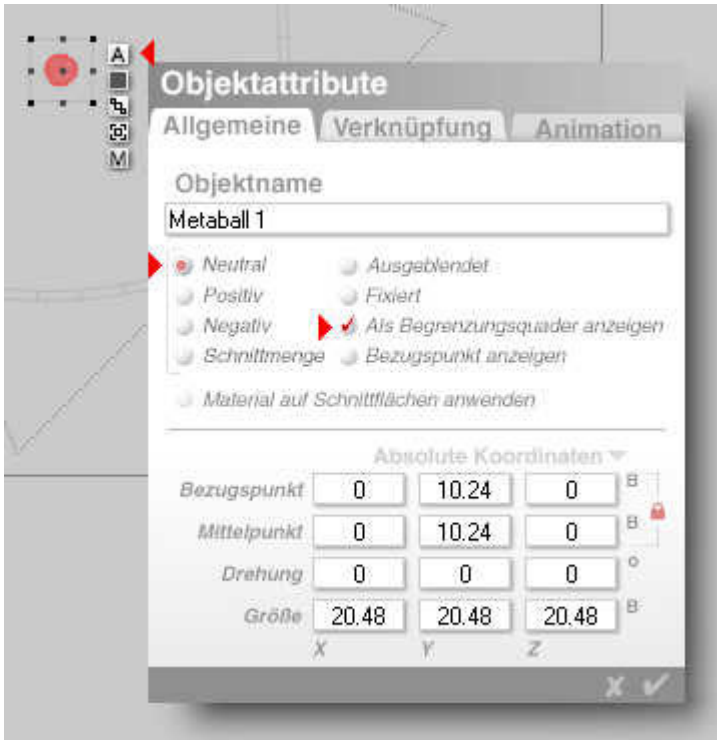 A
M
Objektattribute
Allgemeine Verknüpfung Animation
Objektname
Metaball 1
Neutral Ausgeblendet
Positiv Fixiert
Negativ Als Begrenzungsquader anzeigen
Schnittmenge Bezugspunkt anzeigen
Material auf Schnittflächen anwenden
Absolute Koordinaten
Bezugspunkt 0 10.24 0 B
Mittelpunkt 0 10.24 0 B
Drehung 0 0 0 °
Größe 20.48 20.48 20.48 B
X Y Z